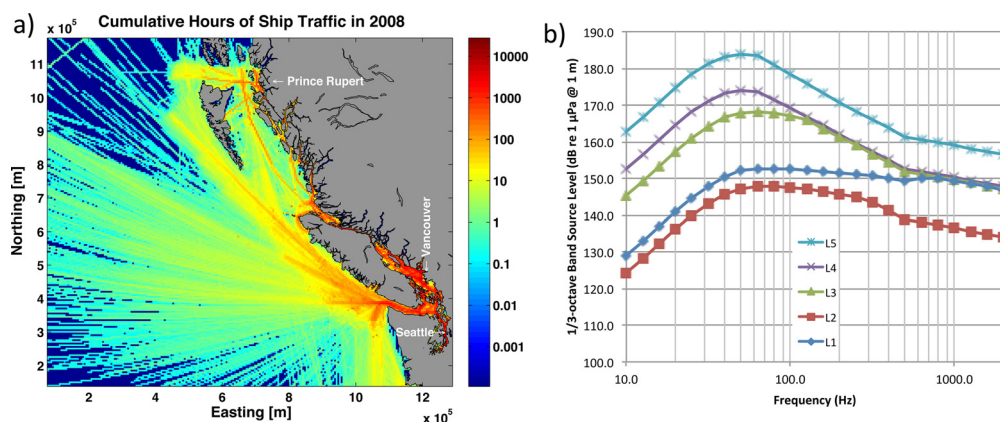 a)
Cumulative Hours of Ship Traffic in 2008
x 10⁵
11
10
9
8
7
6
5
4
3
2
Northing [m]
2
4
6
8
10
12
x 10⁵
Easting [m]
Prince Rupert
Vancouver
Seattle
10000
1000
100
10
1
0.1
0.01
0.001
b)
190.0
180.0
170.0
160.0
150.0
140.0
130.0
120.0
110.0
100.0
1/3-octave Band Source Level (dB re 1 µPa @ 1 m)
10.0
100.0
1000.0
Frequency (Hz)
L5
L4
L3
L2
L1